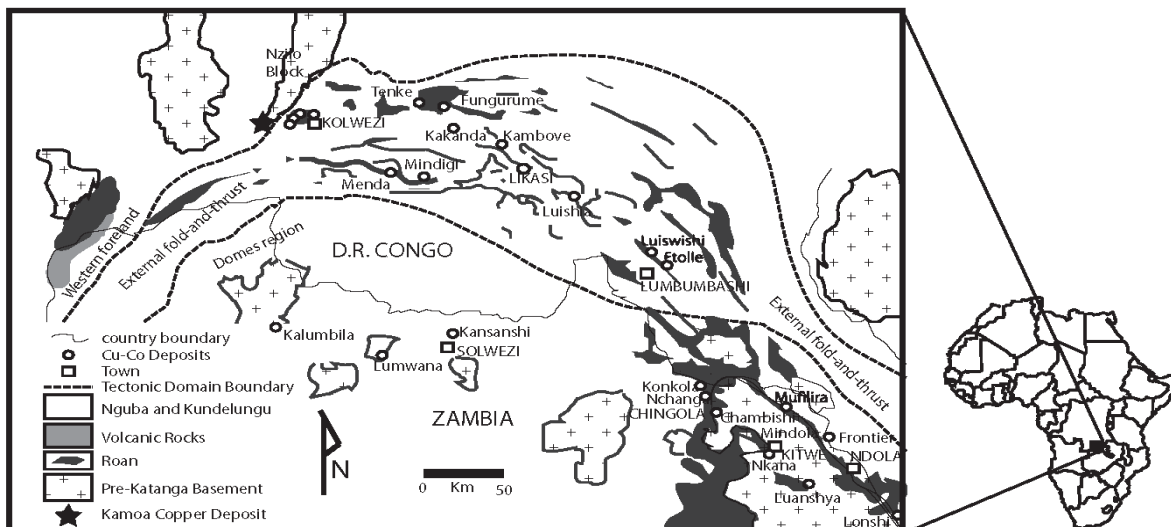 Nzilo
Block
Tenke
Fungurume
KOLWEZI
Kakanda
Kambove
Mindigi
LIKASI
Menda
Luishia
Western foreland
External fold-and-thrust
Domes region
D.R. CONGO
Luiswishi
Etolle
LUMBUMBASHI
External fold-and-thrust
Kalumbila
Kansanshi
SOLWEZI
Lumwana
ZAMBIA
Konkola
Nchanga
CHINGOLA
Chambishi
Mufilira
Mindola
KITWE
Nkana
Frontier
NDOLA
Luanshya
Lonshi
country boundary
Cu-Co Deposits
Town
Tectonic Domain Boundary
Nguba and Kundelungu
Volcanic Rocks
Roan
Pre-Katanga Basement
Kamoa Copper Deposit
N
0 50
Km